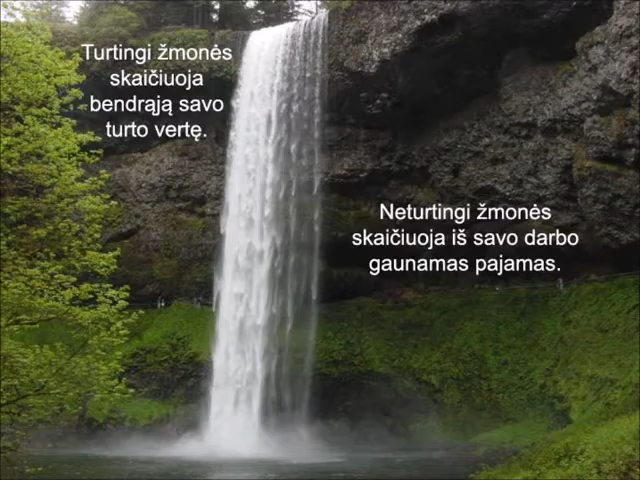 Turtingi žmonės
skaičiuoja
bendrąją savo
turto vertę.
Neturtingi žmonės
skaičiuoja iš savo darbo
gaunamas pajamas.